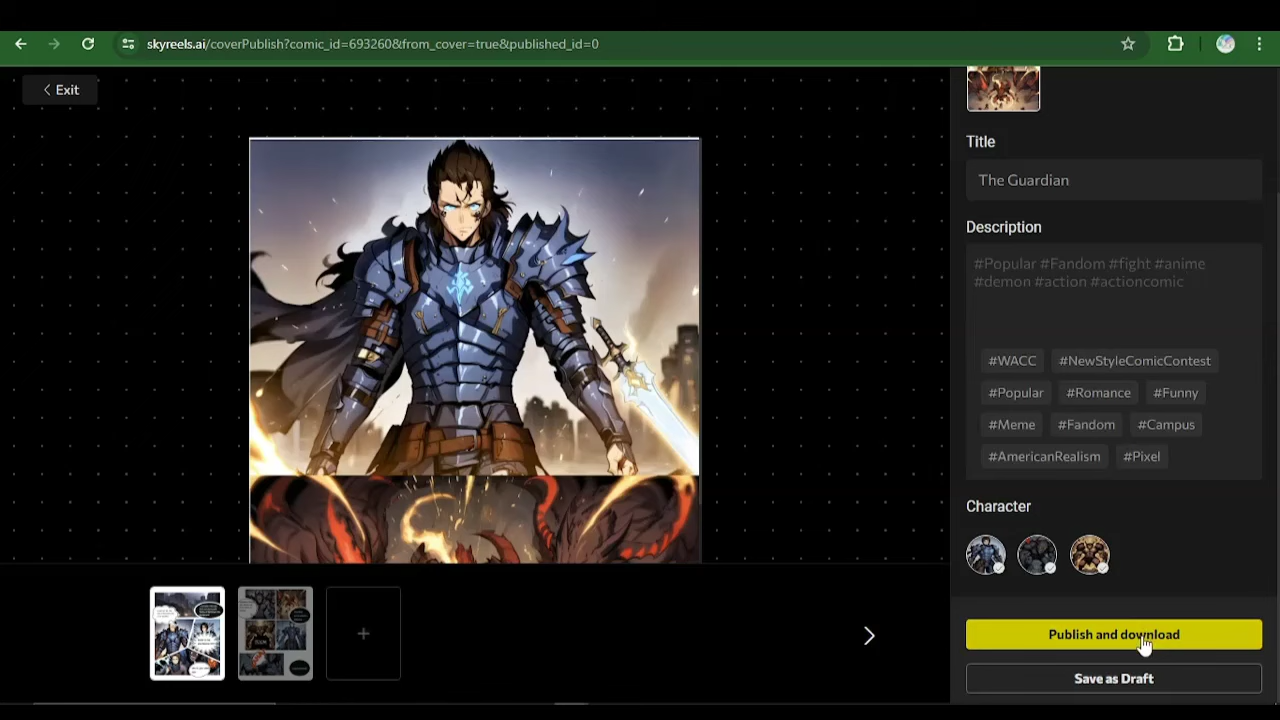 skyreels.ai/coverPublish?comic_id=693260&from_cover=true&published_id=0
Exit
Title
The Guardian
Description
#Popular #Fandom #fight #anime
#demon #action #actioncomic
#WACC #NewStyleComicContest
#Popular #Romance #Funny
#Meme #Fandom #Campus
#AmericanRealism #Pixel
Character
Publish and download
Save as Draft